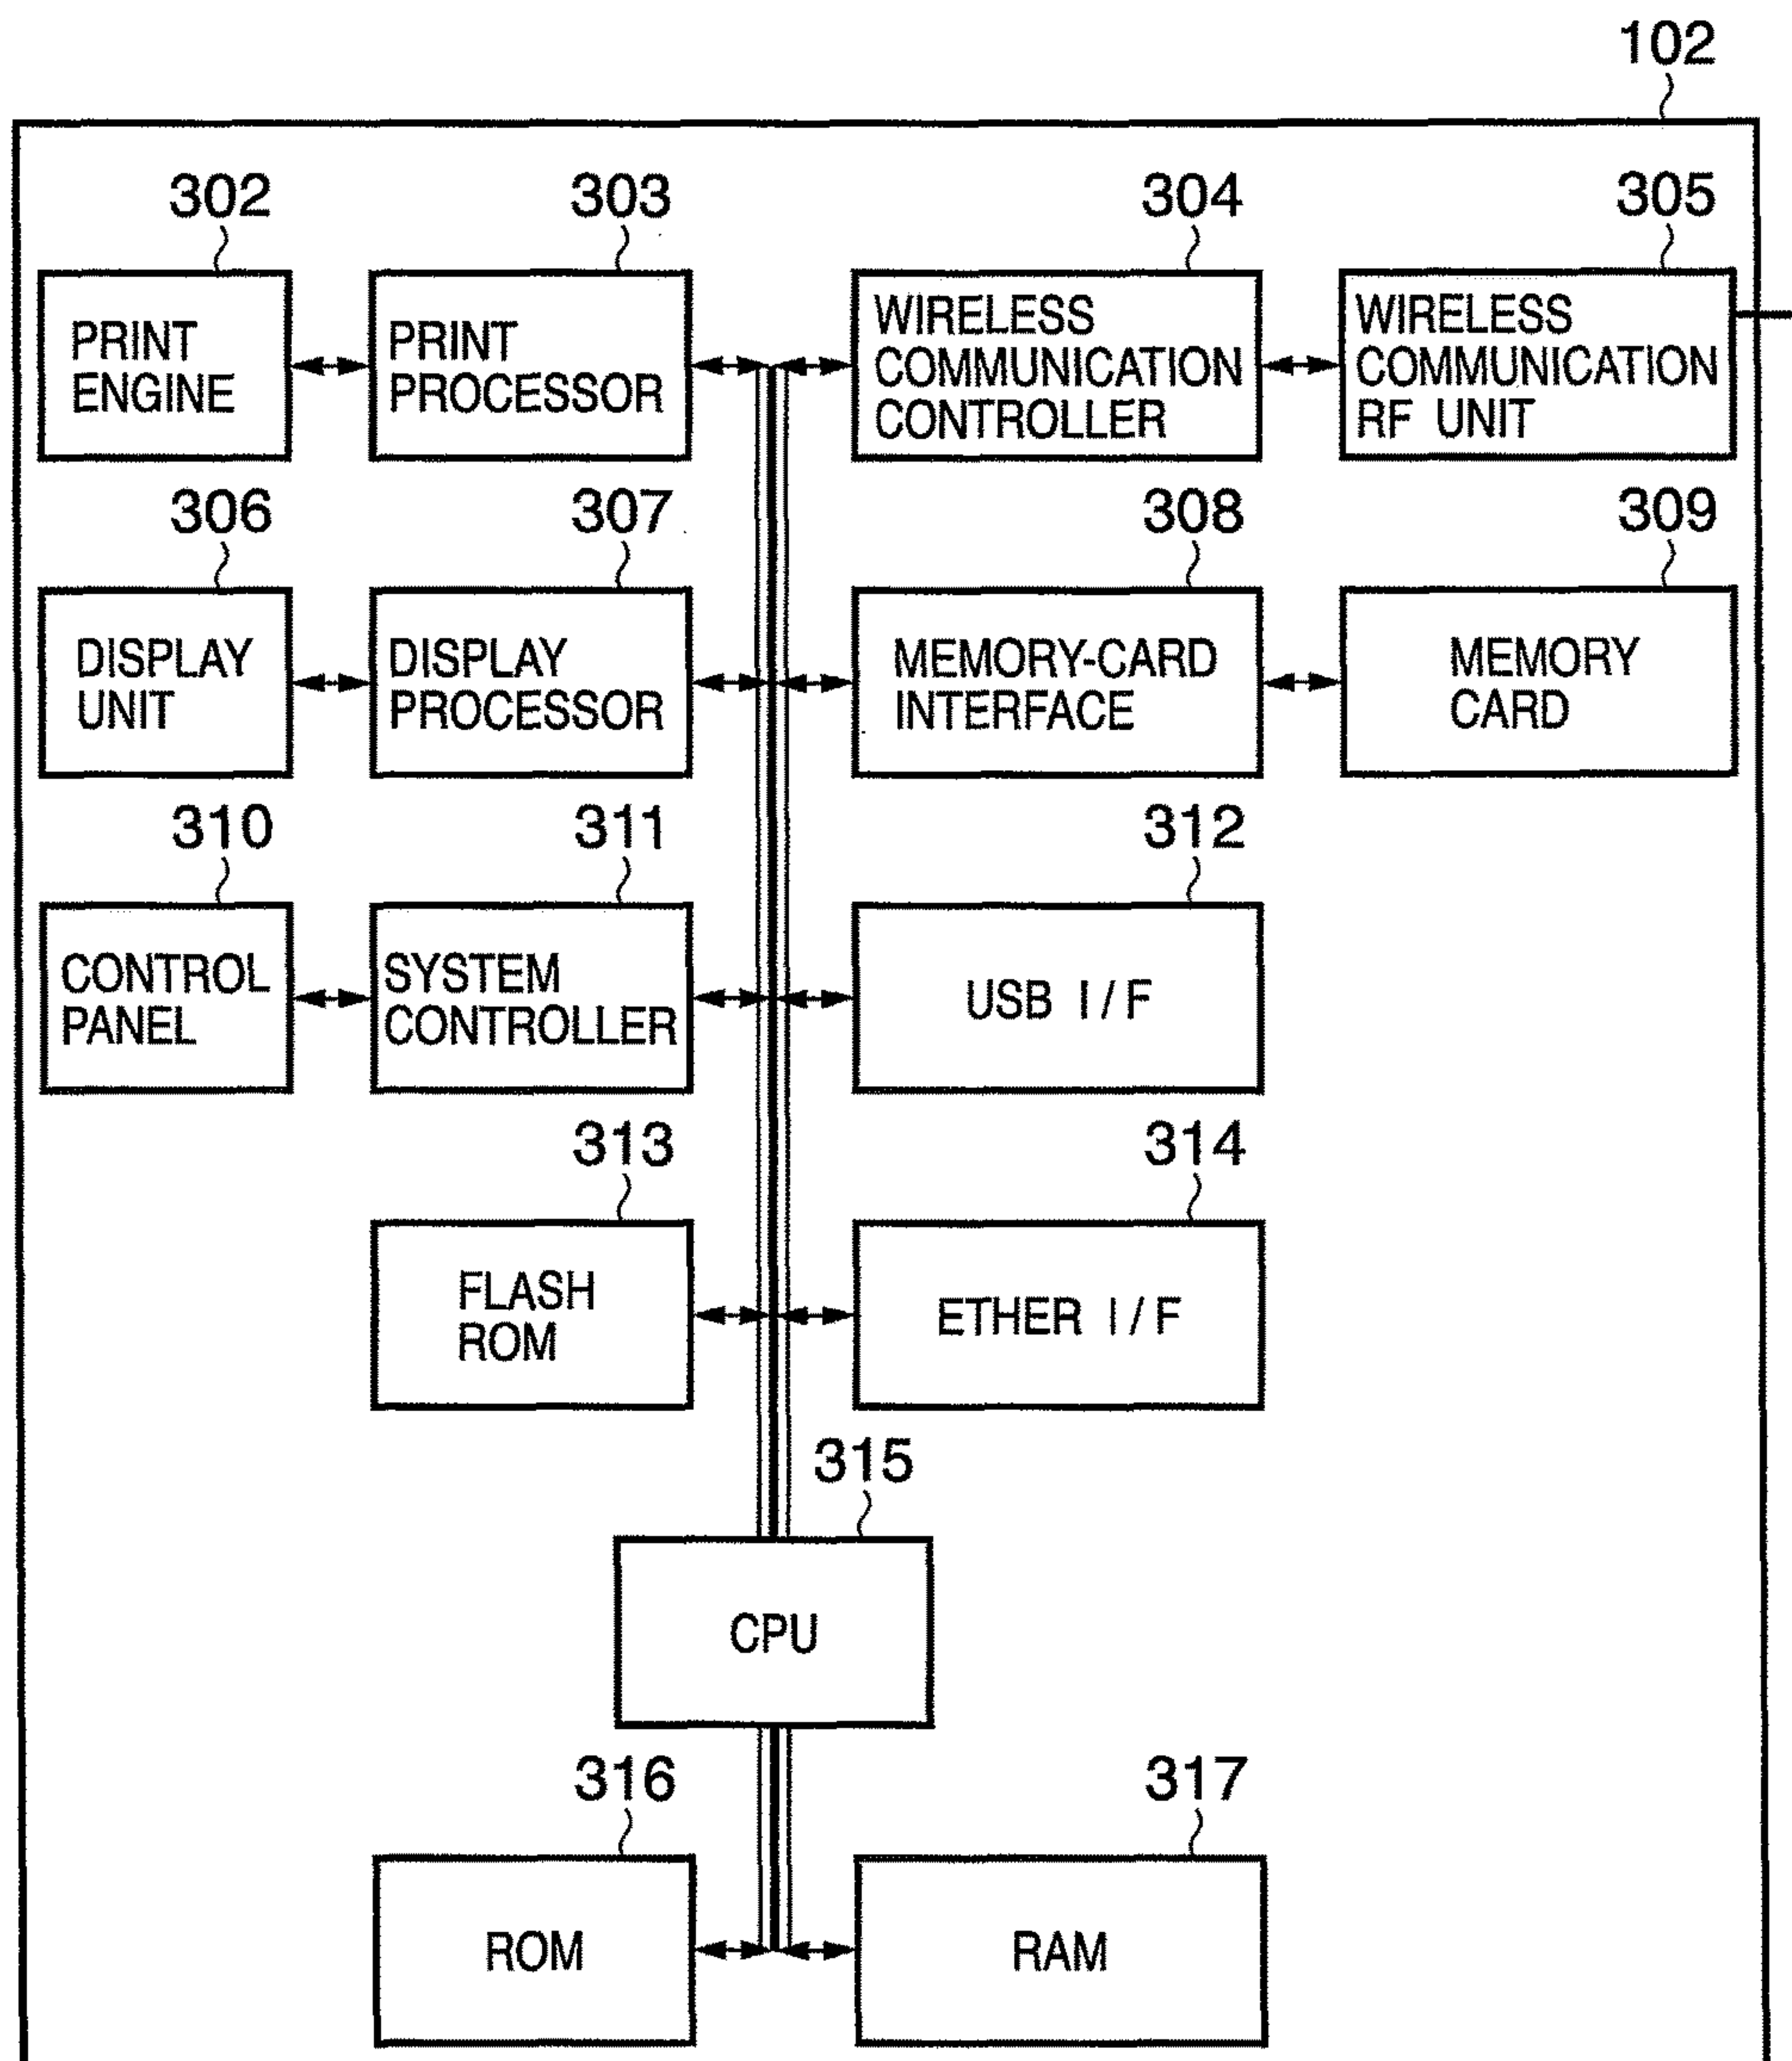 102
302
303
304
305
PRINT
ENGINE
PRINT
PROCESSOR
WIRELESS
COMMUNICATION
CONTROLLER
WIRELESS
COMMUNICATION
RF UNIT
306
307
308
309
DISPLAY
UNIT
DISPLAY
PROCESSOR
MEMORY-CARD
INTERFACE
MEMORY
CARD
310
311
312
CONTROL
PANEL
SYSTEM
CONTROLLER
USB I / F
313
314
FLASH
ROM
ETHER I / F
315
CPU
316
317
ROM
RAM